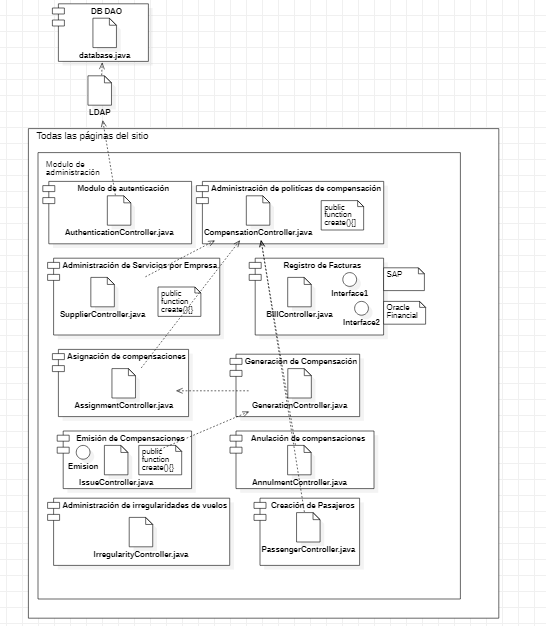 DB DAO
database.java
LDAP
Todas las páginas del sitio
Modulo de
administración
Modulo de autenticación
AuthenticationController.java
Administración de políticas de compensación
CompensationController.java
public
function
create(){}
Administración de Servicios por Empresa
SupplierController.java
public
function
create(){}
Registro de Facturas
BillController.java
Interface1
Interface2
SAP
Oracle
Financial
Asignación de compensaciones
AssignmentController.java
Generación de Compensación
GenerationController.java
Emisión de Compensaciones
Emision
IssueController.java
public
function
create(){}
Anulación de compensaciones
AnnulmentController.java
Administración de irregularidades de vuelos
IrregularityController.java
Creación de Pasajeros
PassengerController.java